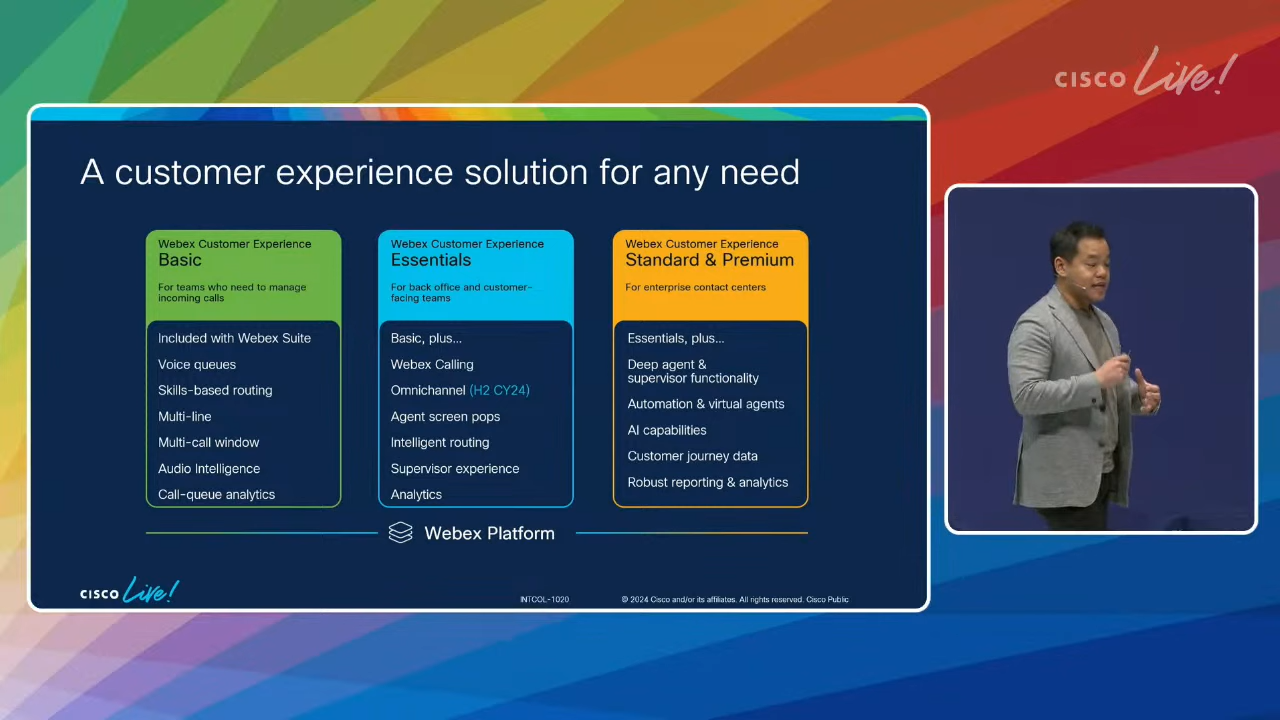 CISCO Live!
A customer experience solution for any need
Webex Customer Experience
Basic
For teams who need to manage
incoming calls
Included with Webex Suite
Voice queues
Skills-based routing
Multi-line
Multi-call window
Audio Intelligence
Call-queue analytics
Webex Customer Experience
Essentials
For back office and customer-
facing teams
Basic, plus...
Webex Calling
Omnichannel (H2 CY24)
Agent screen pops
Intelligent routing
Supervisor experience
Analytics
Webex Customer Experience
Standard & Premium
For enterprise contact centers
Essentials, plus...
Deep agent &
supervisor functionality
Automation & virtual agents
AI capabilities
Customer journey data
Robust reporting & analytics
Webex Platform
CISCO Live!
INTCOL-1020
© 2024 Cisco and/or its affiliates. All rights reserved. Cisco Public